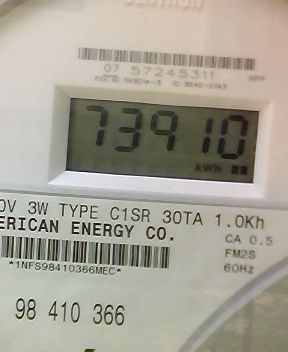 07 57245311
73910
kWh
0V 3W TYPE C1SR 30TA 1.0Kh
ERICAN ENERGY CO.
CA 0.5
FM2S
60Hz
*1NFS98410366MEC*
98 410 366